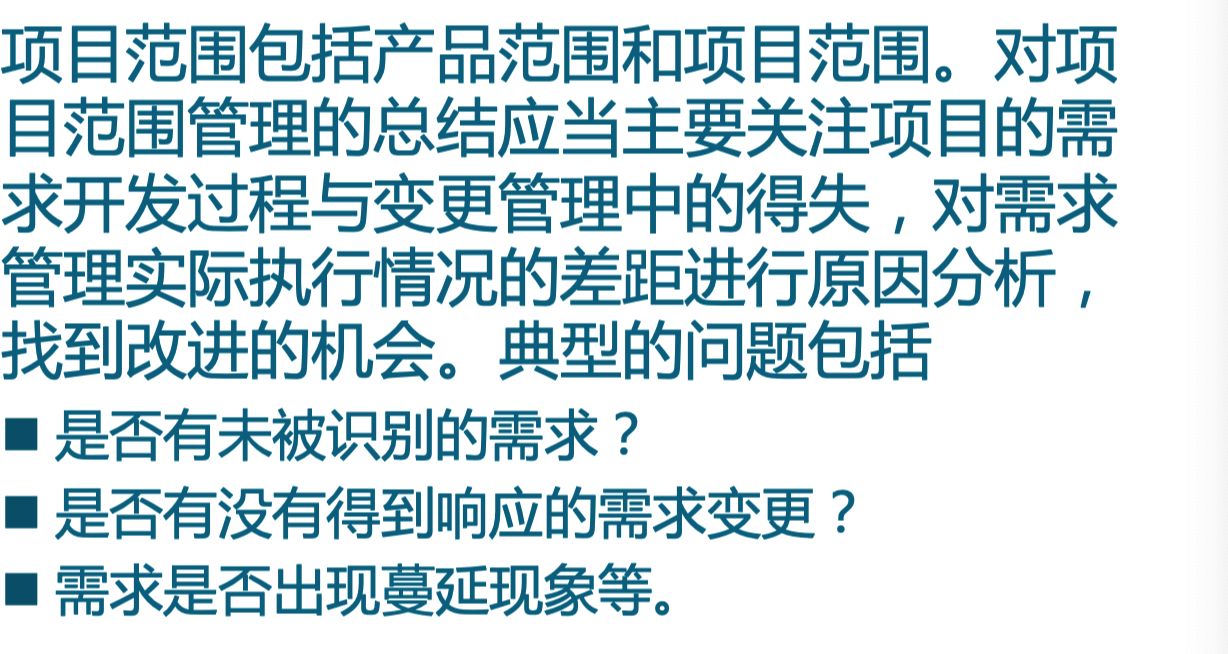 项目范围包括产品范围和项目范围。对项
目范围管理的总结应当主要关注项目的需
求开发过程与变更管理中的得失，对需求
管理实际执行情况的差距进行原因分析，
找到改进的机会。典型的问题包括
■ 是否有未被识别的需求？
■ 是否有没有得到响应的需求变更？
■ 需求是否出现蔓延现象等。